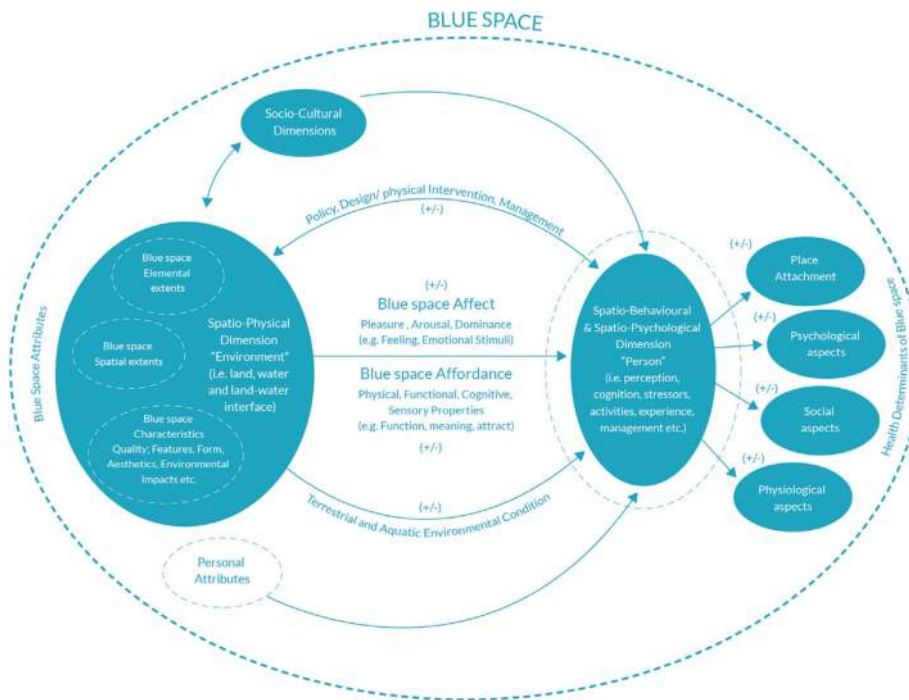 BLUE SPACE
Socio-Cultural
Dimensions
Policy, Design/ physical Intervention, Management
(+/-)
Blue Space Attributes
Blue space
Elemental
extents
Blue space
Spatial extents
Blue space
Characteristics
Quality; Features, Form,
Aesthetics, Environmental
Impacts etc.
Spatio-Physical
Dimension
"Environment"
(i.e. land, water
and land-water
interface)
(+/-)
Blue space Affect
Pleasure , Arousal, Dominance
(e.g. Feeling, Emotional Stimuli)
Blue space Affordance
Physical, Functional, Cognitive,
Sensory Properties
(e.g. Function, meaning, attract)
(+/-)
(+/-)
Terrestrial and Aquatic Environmental Condition
Personal
Attributes
Spatio-Behavioural
& Spatio-Psychological
Dimension
"Person"
(i.e. perception,
cognition, stressors,
activities, experience,
management etc.)
(+/-)
Place
Attachment
(+/-)
Psychological
aspects
(+/-)
Social
aspects
(+/-)
Physiological
aspects
Health Determinants of Blue space